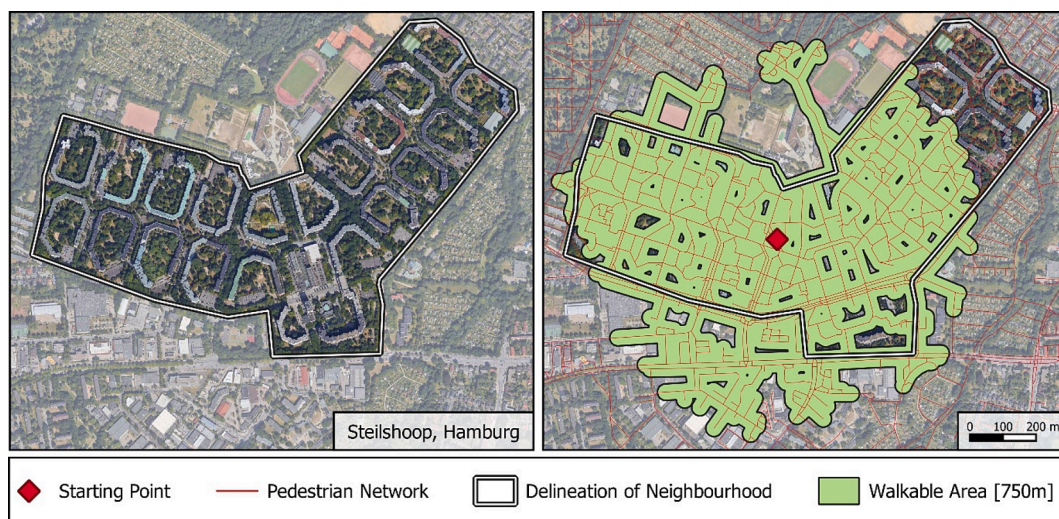 Steilshoop, Hamburg
0 100 200 m
Starting Point
Pedestrian Network
Delineation of Neighbourhood
Walkable Area [750m]